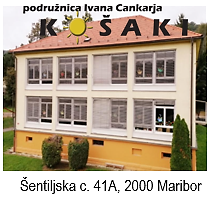 podružnica Ivana Cankarja
KOŠAKI
Šentiljska c. 41A, 2000 Maribor